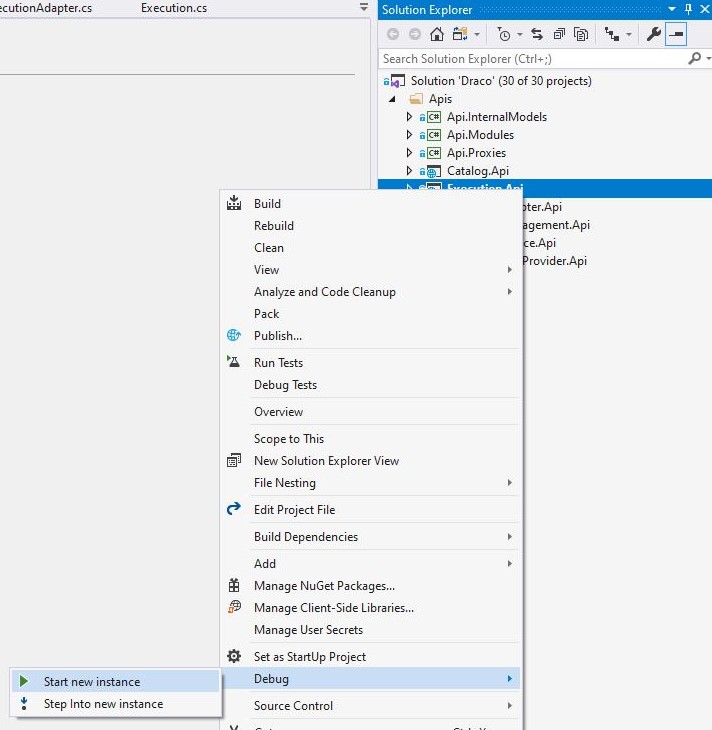 ecutionAdapter.cs
Execution.cs
Solution Explorer
Search Solution Explorer (Ctrl+;)
Solution 'Draco' (30 of 30 projects)
Apis
C# Api.InternalModels
C# Api.Modules
C# Api.Proxies
Catalog.Api
Execution.Api
pter.Api
agement.Api
ce.Api
Provider.Api
Build
Rebuild
Clean
View
Analyze and Code Cleanup
Pack
Publish...
Run Tests
Debug Tests
Overview
Scope to This
New Solution Explorer View
File Nesting
Edit Project File
Build Dependencies
Add
Manage NuGet Packages...
Manage Client-Side Libraries...
Manage User Secrets
Set as StartUp Project
Debug
Start new instance
Step Into new instance
Source Control